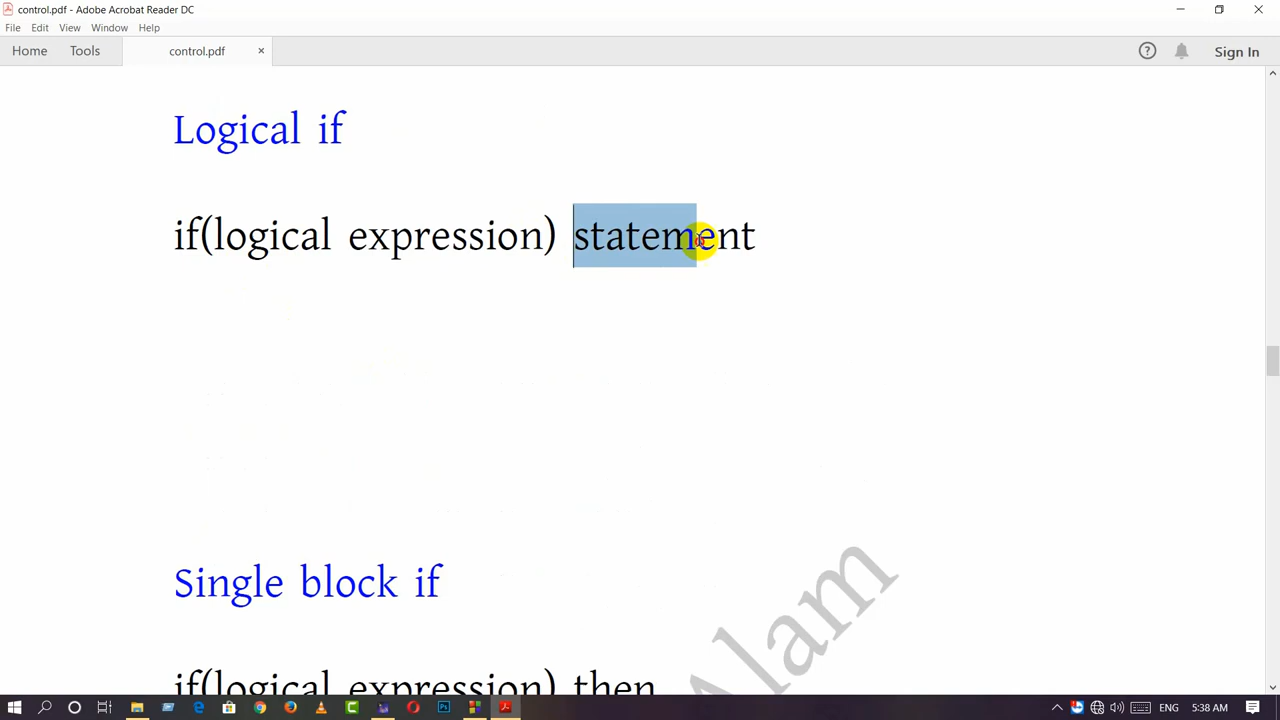 control.pdf - Adobe Acrobat Reader DC
File Edit View Window Help
Home Tools control.pdf × Sign In
Logical if
if(logical expression) statement
Single block if
if(logical expression) then
Alam
ENG 5:38 AM